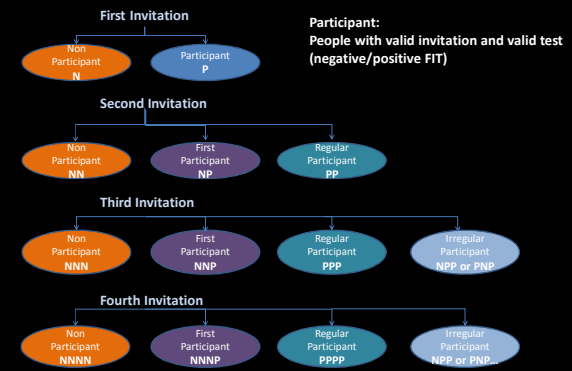 First Invitation
Participant:
People with valid invitation and valid test
(negative/positive FIT)
Non
Participant
N
Participant
P
Second Invitation
Non
Participant
NN
First
Participant
NP
Regular
Participant
PP
Third Invitation
Non
Participant
NNN
First
Participant
NNP
Regular
Participant
PPP
Irregular
Participant
NPP or PNP
Fourth Invitation
Non
Participant
NNNN
First
Participant
NNNP
Regular
Participant
PPPP
Irregular
Participant
NPP or PNP...